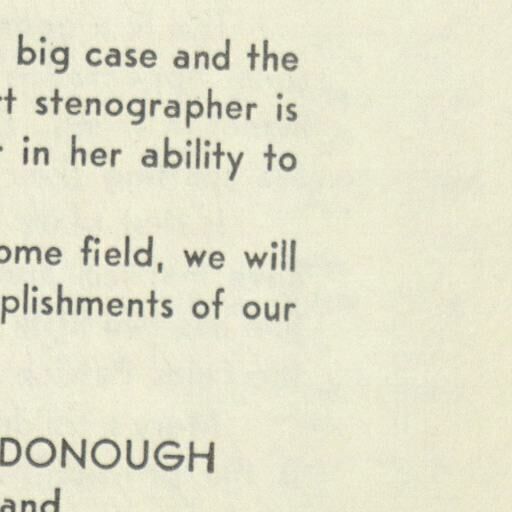 big case and the
t stenographer is
in her ability to
ome field, we will
plishments of our
DONOUGH
and